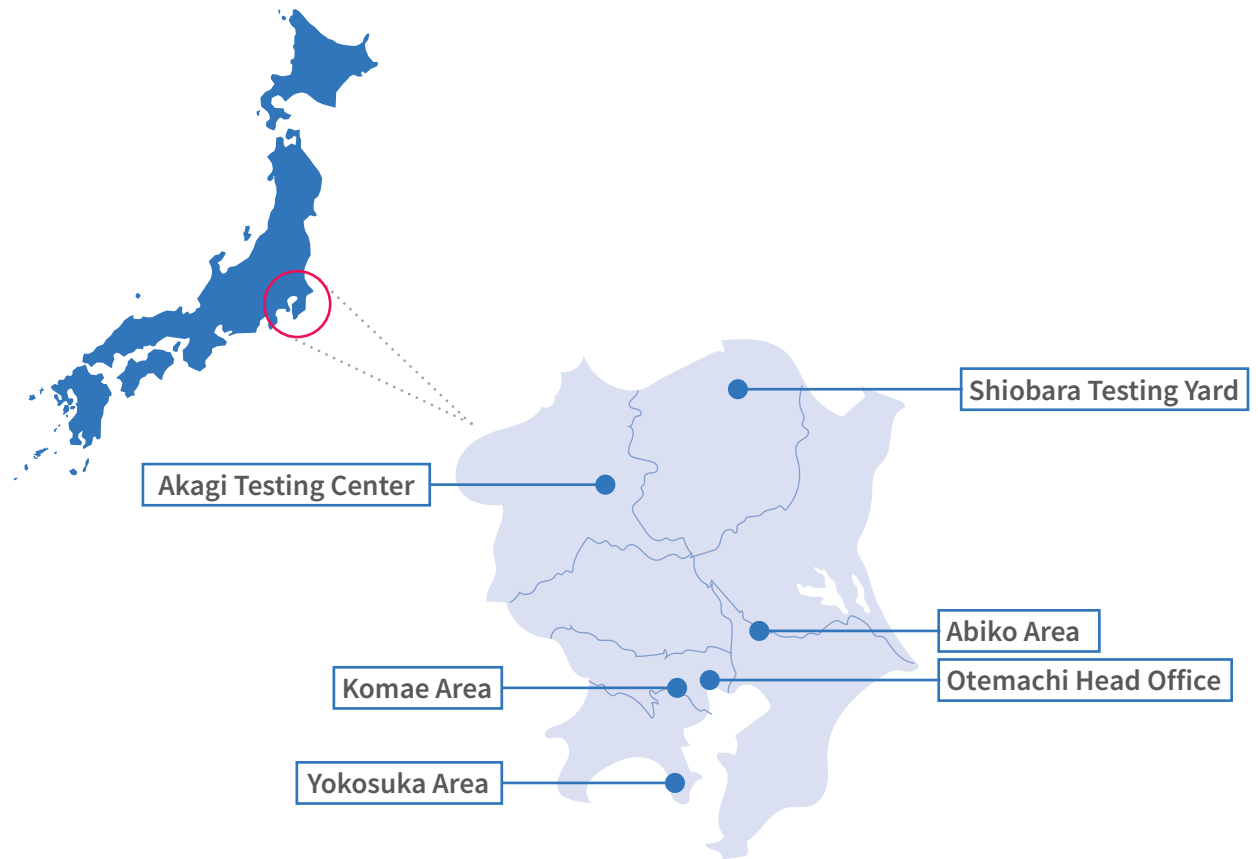 Shiobara Testing Yard
Akagi Testing Center
Abiko Area
Komae Area
Otemachi Head Office
Yokosuka Area